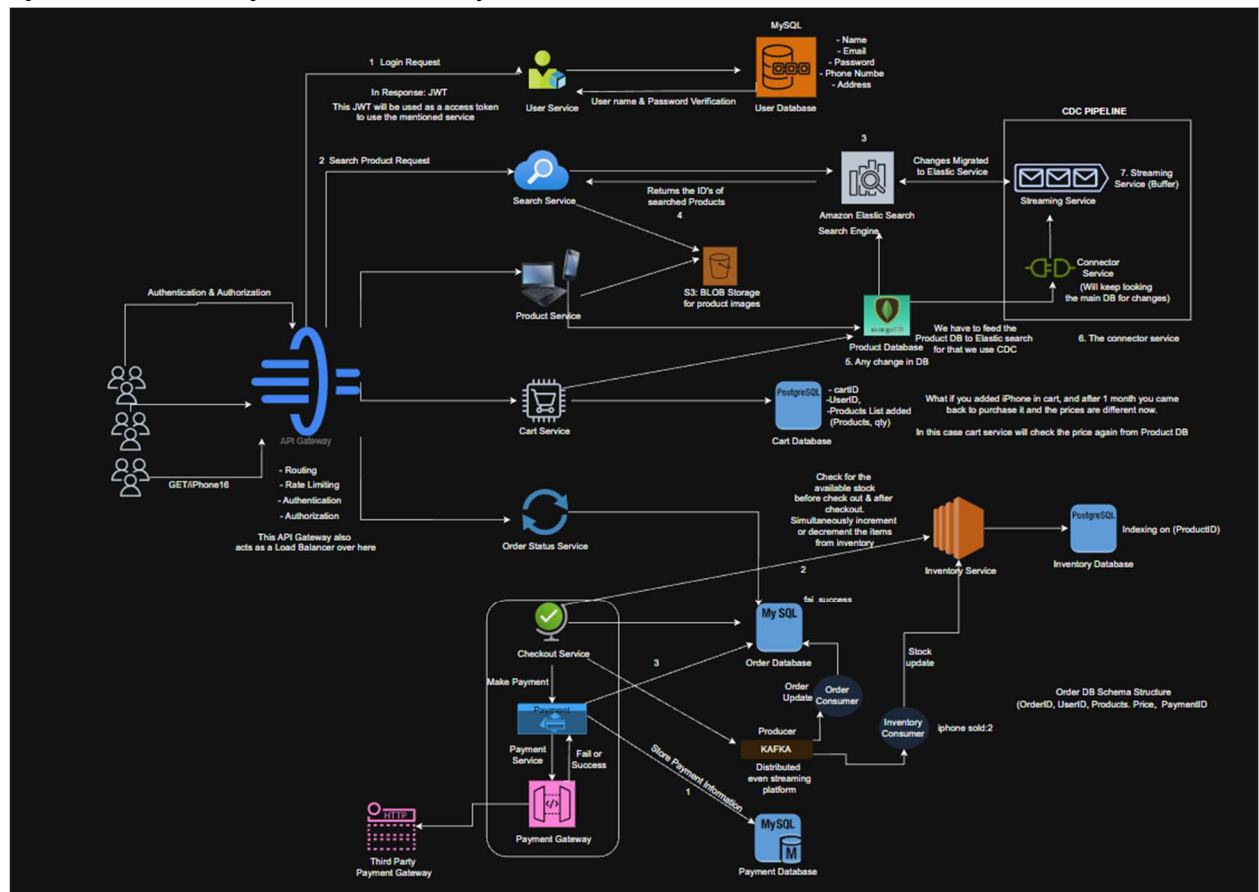 MySQL
- Name
- Email
- Password
- Phone Numbe
- Address
User Database
1 Login Request
In Response: JWT
This JWT will be used as a access token
to use the mentioned service
User Service
User name & Password Verification
CDC PIPELINE
2 Search Product Request
Search Service
3
Returns the ID's of
searched Products
4
Amazon Elastic Search
Search Engine
Changes Migrated
to Elastic Service
Streaming Service
7. Streaming
Service (Buffer)
Connector
Service
(Will keep looking
the main DB for changes)
6. The connector service
Authentication & Authorization
Product Service
S3: BLOB Storage
for product images
mongoDB
Product Database
5. Any change in DB
We have to feed the
Product DB to Elastic search
for that we use CDC
API Gateway
GET/iPhone16
- Routing
- Rate Limiting
- Authentication
- Authorization
This API Gateway also
acts as a Load Balancer over here
Cart Service
PostgreSQL
Cart Database
- cartID
-UserID,
-Products List added
(Products, qty)
What if you added iPhone in cart, and after 1 month you came
back to purchase it and the prices are different now.
In this case cart service will check the price again from Product DB
Order Status Service
Check for the
available stock
before check out & after
checkout.
Simultaneously increment
or decrement the items
from inventory
2
Inventory Service
PostgreSQL
Inventory Database
Indexing on (ProductID)
Checkout Service
fai, success
My SQL
Order Database
3
Make Payment
Payment
Payment
Service
Fail or
Success
Payment Gateway
HTTP
Third Party
Payment Gateway
Order
Update
Order
Consumer
Producer
KAFKA
Distributed
even streaming
platform
Stock
update
Inventory
Consumer
iphone sold:2
Order DB Schema Structure
(OrderID, UserID, Products. Price, PaymentID
Store Payment Information
1
MySQL
M
Payment Database